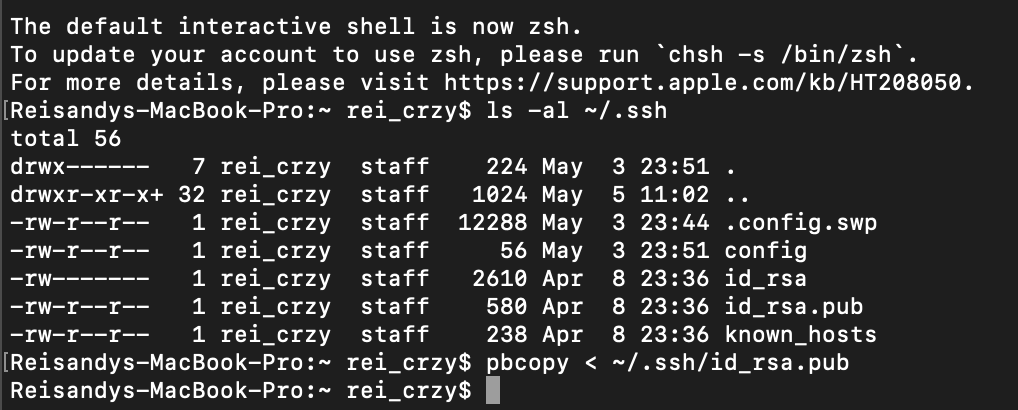 The default interactive shell is now zsh.
To update your account to use zsh, please run `chsh -s /bin/zsh`.
For more details, please visit https://support.apple.com/kb/HT208050.
[Reisandys-MacBook-Pro:~ rei_crzy$ ls -al ~/.ssh
total 56
drwx------   7 rei_crzy  staff    224 May  3 23:51 .
drwxr-xr-x+ 32 rei_crzy  staff   1024 May  5 11:02 ..
-rw-r--r--   1 rei_crzy  staff  12288 May  3 23:44 .config.swp
-rw-r--r--   1 rei_crzy  staff     56 May  3 23:51 config
-rw-------   1 rei_crzy  staff   2610 Apr  8 23:36 id_rsa
-rw-r--r--   1 rei_crzy  staff    580 Apr  8 23:36 id_rsa.pub
-rw-r--r--   1 rei_crzy  staff    238 Apr  8 23:36 known_hosts
[Reisandys-MacBook-Pro:~ rei_crzy$ pbcopy < ~/.ssh/id_rsa.pub
Reisandys-MacBook-Pro:~ rei_crzy$